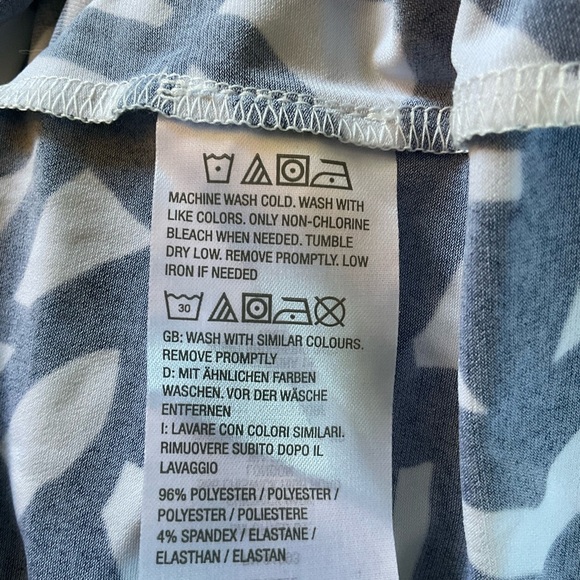 MACHINE WASH COLD. WASH WITH
LIKE COLORS. ONLY NON-CHLORINE
BLEACH WHEN NEEDED. TUMBLE
DRY LOW. REMOVE PROMPTLY. LOW
IRON IF NEEDED
30
GB: WASH WITH SIMILAR COLOURS.
REMOVE PROMPTLY
D: MIT ÄHNLICHEN FARBEN
WASCHEN. VOR DER WÄSCHE
ENTFERNEN
I: LAVARE CON COLORI SIMILARI.
RIMUOVERE SUBITO DOPO IL
LAVAGGIO
96% POLYESTER / POLYESTER /
POLYESTER / POLIESTERE
4% SPANDEX / ELASTANE /
ELASTHAN / ELASTAN